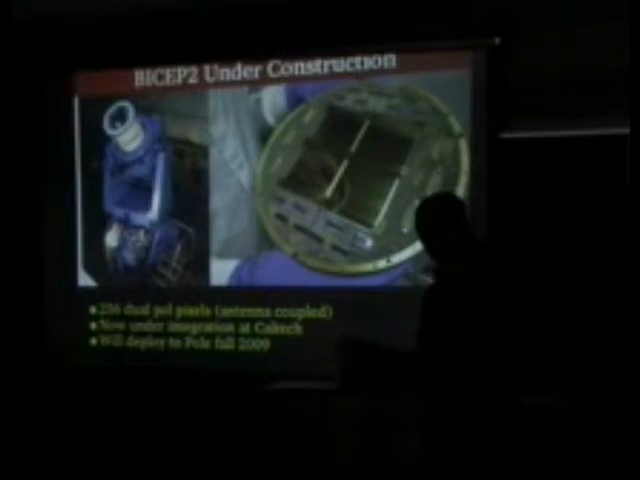 BICEP2 Under Construction
256 dual pol pixels (antenna coupled)
Now under integration at Caltech
Will deploy to Pole fall 2009